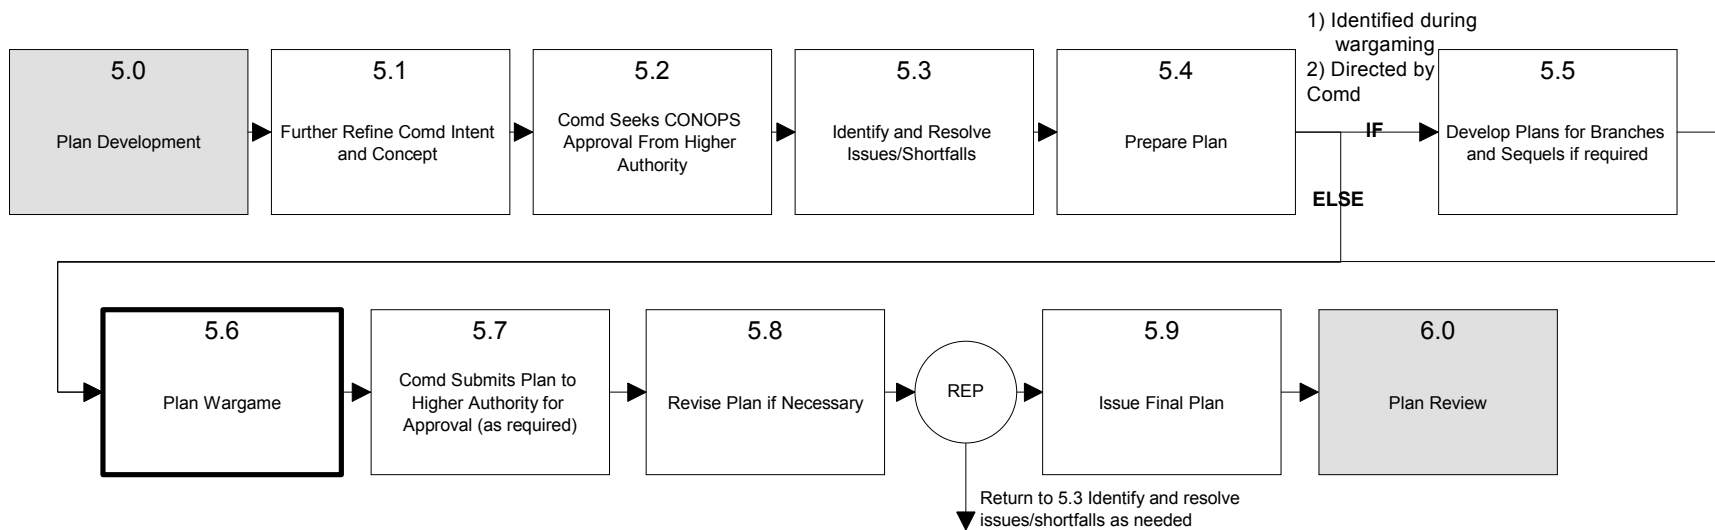 5.0
Plan Development
5.1
Further Refine Comd Intent
and Concept
5.2
Comd Seeks CONOPS
Approval From Higher
Authority
5.3
Identify and Resolve
Issues/Shortfalls
5.4
Prepare Plan
1) Identified during
wargaming
2) Directed by
Comd
IF
ELSE
5.5
Develop Plans for Branches
and Sequels if required
5.6
Plan Wargame
5.7
Comd Submits Plan to
Higher Authority for
Approval (as required)
5.8
Revise Plan if Necessary
REP
Return to 5.3 Identify and resolve
issues/shortfalls as needed
5.9
Issue Final Plan
6.0
Plan Review